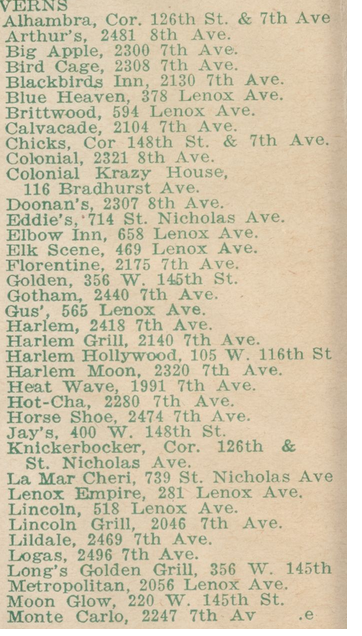 VERNS
Alhambra, Cor. 126th St. & 7th Ave
Arthur's, 2481 8th Ave.
Big Apple, 2300 7th Ave.
Bird Cage, 2308 7th Ave.
Blackbirds Inn, 2130 7th Ave.
Blue Heaven, 378 Lenox Ave.
Brittwood, 594 Lenox Ave.
Calvacade, 2104 7th Ave.
Chicks, Cor 148th St. & 7th Ave.
Colonial, 2321 8th Ave.
Colonial Krazy House,
116 Bradhurst Ave.
Doonan's, 2307 8th Ave.
Eddie's, 714 St. Nicholas Ave.
Elbow Inn, 658 Lenox Ave.
Elk Scene, 469 Lenox Ave.
Florentine, 2175 7th Ave.
Golden, 356 W. 145th St.
Gotham, 2440 7th Ave.
Gus', 565 Lenox Ave.
Harlem, 2418 7th Ave.
Harlem Grill, 2140 7th Ave.
Harlem Hollywood, 105 W. 116th St
Harlem Moon, 2320 7th Ave.
Heat Wave, 1991 7th Ave.
Hot-Cha, 2280 7th Ave.
Horse Shoe, 2474 7th Ave.
Jay's, 400 W. 148th St.
Knickerbocker, Cor. 126th &
St. Nicholas Ave.
La Mar Cheri, 739 St. Nicholas Ave
Lenox Empire, 281 Lenox Ave.
Lincoln, 518 Lenox Ave.
Lincoln Grill, 2046 7th Ave.
Lildale, 2469 7th Ave.
Logas, 2496 7th Ave.
Long's Golden Grill, 356 W. 145th
Metropolitan, 2056 Lenox Ave.
Moon Glow, 220 W. 145th St.
Monte Carlo, 2247 7th Av .e